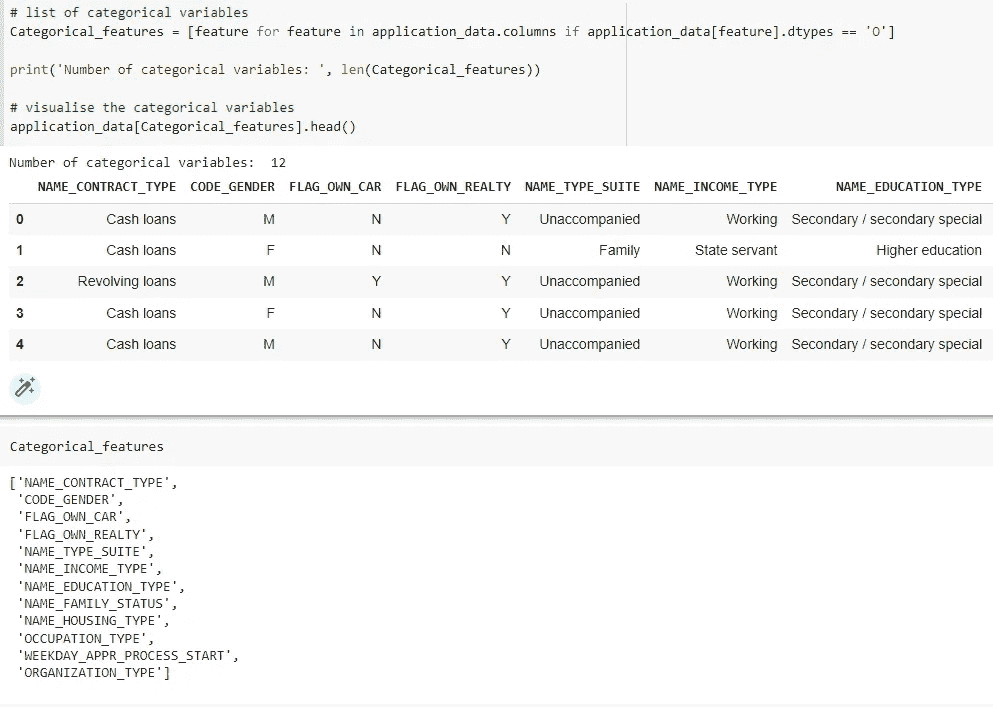 # list of categorical variables
Categorical_features = [feature for feature in application_data.columns if application_data[feature].dtypes == 'O']
print('Number of categorical variables: ', len(Categorical_features))
# visualise the categorical variables
application_data[Categorical_features].head()
Number of categorical variables:  12
NAME_CONTRACT_TYPE CODE_GENDER FLAG_OWN_CAR FLAG_OWN_REALTY NAME_TYPE_SUITE NAME_INCOME_TYPE NAME_EDUCATION_TYPE
0 Cash loans M N Y Unaccompanied Working Secondary / secondary special
1 Cash loans F N N Family State servant Higher education
2 Revolving loans M Y Y Unaccompanied Working Secondary / secondary special
3 Cash loans F N Y Unaccompanied Working Secondary / secondary special
4 Cash loans M N Y Unaccompanied Working Secondary / secondary special
Categorical_features
['NAME_CONTRACT_TYPE',
'CODE_GENDER',
'FLAG_OWN_CAR',
'FLAG_OWN_REALTY',
'NAME_TYPE_SUITE',
'NAME_INCOME_TYPE',
'NAME_EDUCATION_TYPE',
'NAME_FAMILY_STATUS',
'NAME_HOUSING_TYPE',
'OCCUPATION_TYPE',
'WEEKDAY_APPR_PROCESS_START',
'ORGANIZATION_TYPE']